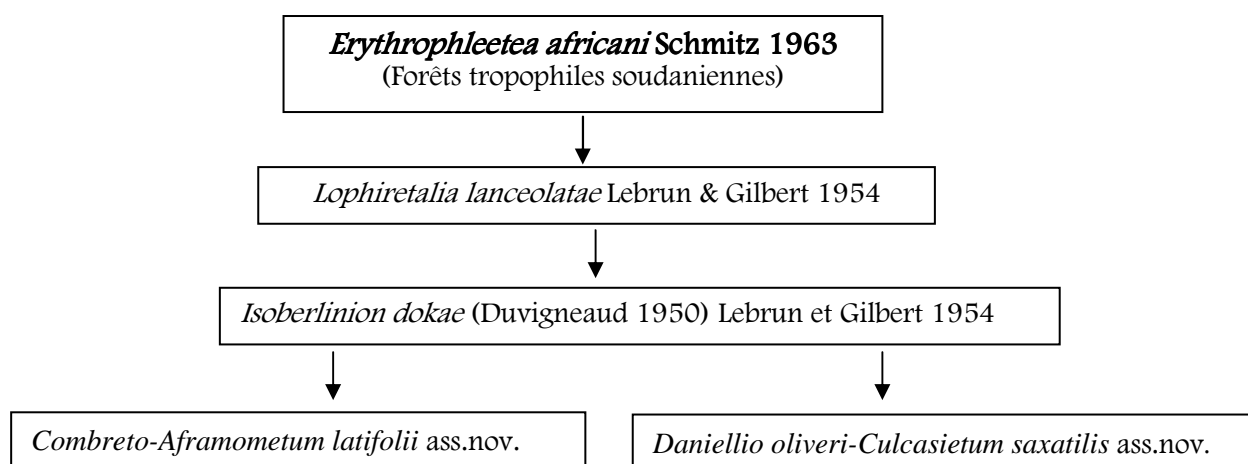 Erythrophleetea africani Schmitz 1963
(Forêts tropophiles soudaniennes)
Lophiretalia lanceolatae Lebrun & Gilbert 1954
Isoberlinion dokae (Duvigneaud 1950) Lebrun et Gilbert 1954
Combreto-Aframometum latifolii ass.nov.
Daniellio oliveri-Culcasietum saxatilis ass.nov.